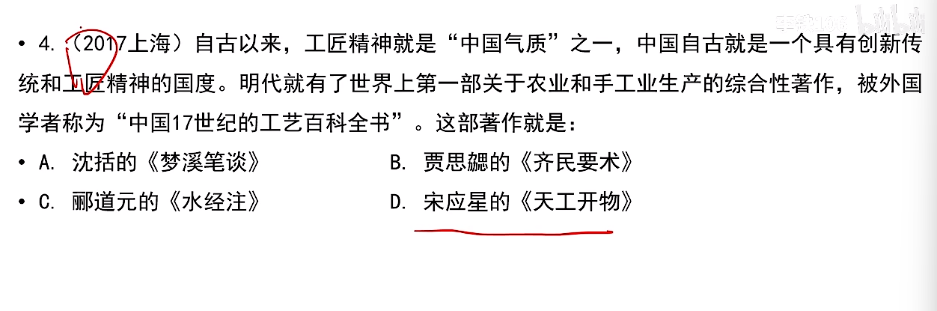 • 4. （2017上海）自古以来，工匠精神就是“中国气质”之一，中国自古就是一个具有创新传
统和工匠精神的国度。明代就有了世界上第一部关于农业和手工业生产的综合性著作，被外国
学者称为“中国17世纪的工艺百科全书”。这部著作就是：
• A. 沈括的《梦溪笔谈》 B. 贾思勰的《齐民要术》
• C. 郦道元的《水经注》 D. 宋应星的《天工开物》